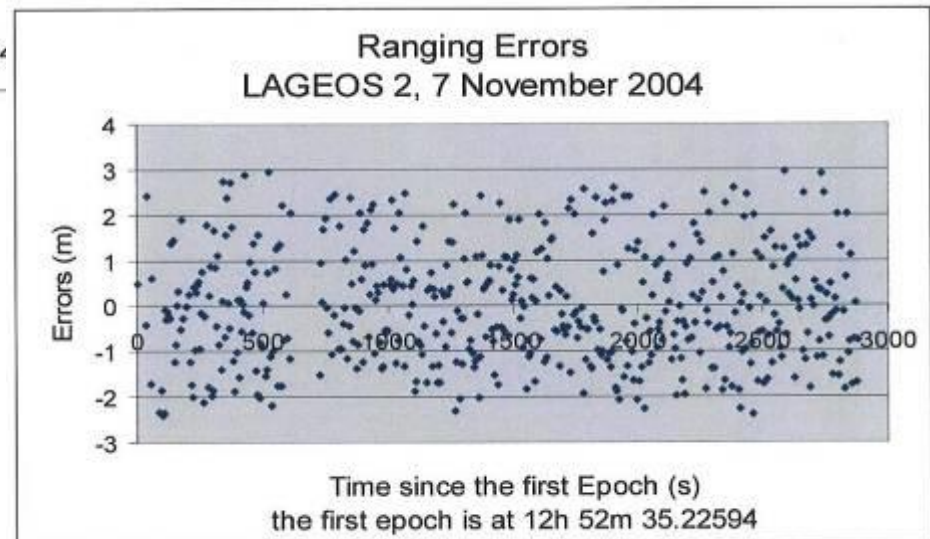 Ranging Errors
LAGEOS 2, 7 November 2004
4
3
2
1
0
-1
-2
-3
Errors (m)
0 500 1000 1500 2000 2500 3000
Time since the first Epoch (s)
the first epoch is at 12h 52m 35.22594